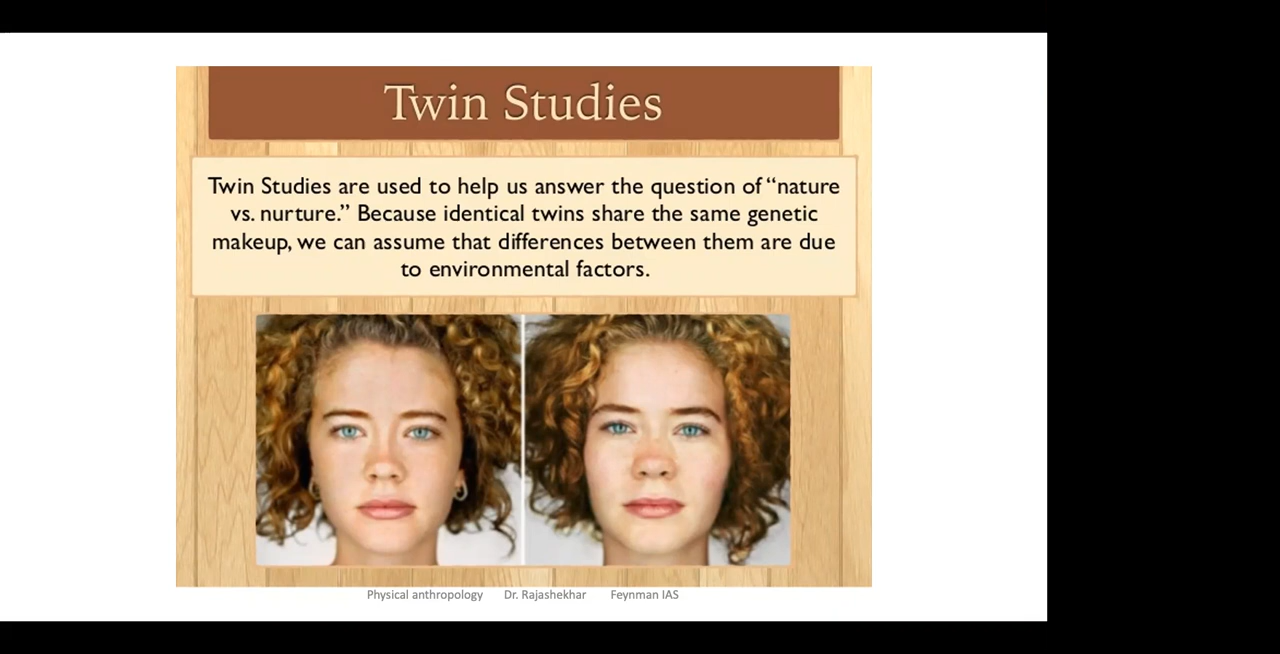 Twin Studies
Twin Studies are used to help us answer the question of “nature
vs. nurture.” Because identical twins share the same genetic
makeup, we can assume that differences between them are due
to environmental factors.
Physical anthropology Dr. Rajashekhar Feynman IAS